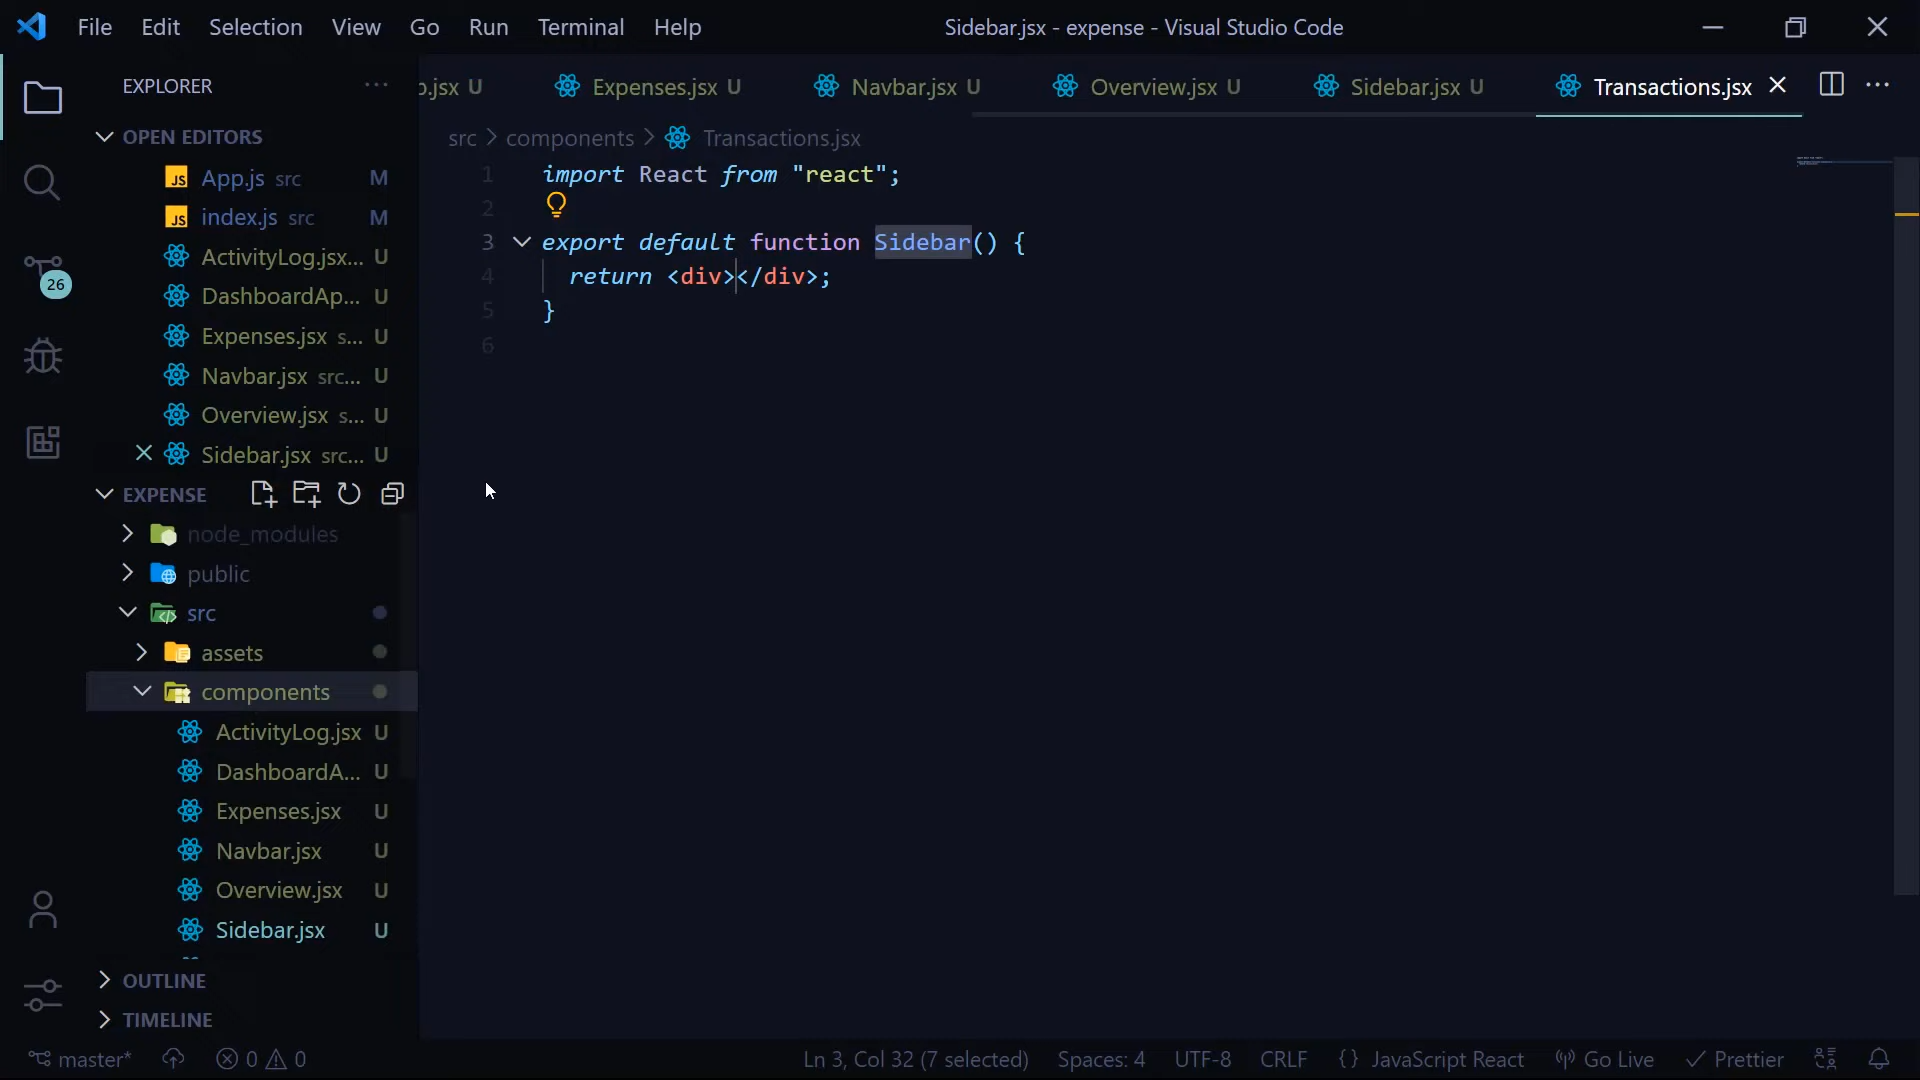 File Edit Selection View Go Run Terminal Help
Sidebar.jsx - expense - Visual Studio Code
EXPLORER
OPEN EDITORS
App.js src M
index.js src M
ActivityLog.jsx... U
DashboardAp... U
Expenses.jsx s... U
Navbar.jsx src... U
Overview.jsx s... U
Sidebar.jsx src... U
EXPENSE
node_modules
public
src
assets
components
ActivityLog.jsx U
DashboardA... U
Expenses.jsx U
Navbar.jsx U
Overview.jsx U
Sidebar.jsx U
OUTLINE
TIMELINE
26
.jsx U Expenses.jsx U Navbar.jsx U Overview.jsx U Sidebar.jsx U Transactions.jsx
src > components > Transactions.jsx
1 import React from "react";
2
3 export default function Sidebar() {
4 return <div></div>;
5 }
6
master* 0 0 Ln 3, Col 32 (7 selected) Spaces: 4 UTF-8 CRLF {} JavaScript React Go Live Prettier